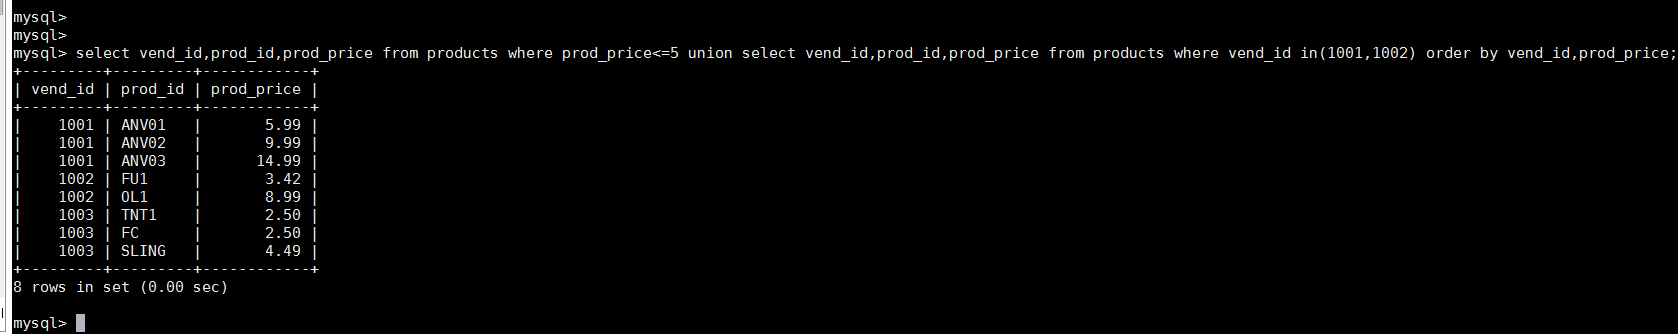 mysql>
mysql>
mysql> select vend_id,prod_id,prod_price from products where prod_price<=5 union select vend_id,prod_id,prod_price from products where vend_id in(1001,1002) order by vend_id,prod_price;
+---------+---------+------------+
| vend_id | prod_id | prod_price |
+---------+---------+------------+
|    1001 | ANV01   |       5.99 |
|    1001 | ANV02   |       9.99 |
|    1001 | ANV03   |      14.99 |
|    1002 | FU1     |       3.42 |
|    1002 | OL1     |       8.99 |
|    1003 | TNT1    |       2.50 |
|    1003 | FC      |       2.50 |
|    1003 | SLING   |       4.49 |
+---------+---------+------------+
8 rows in set (0.00 sec)
mysql>